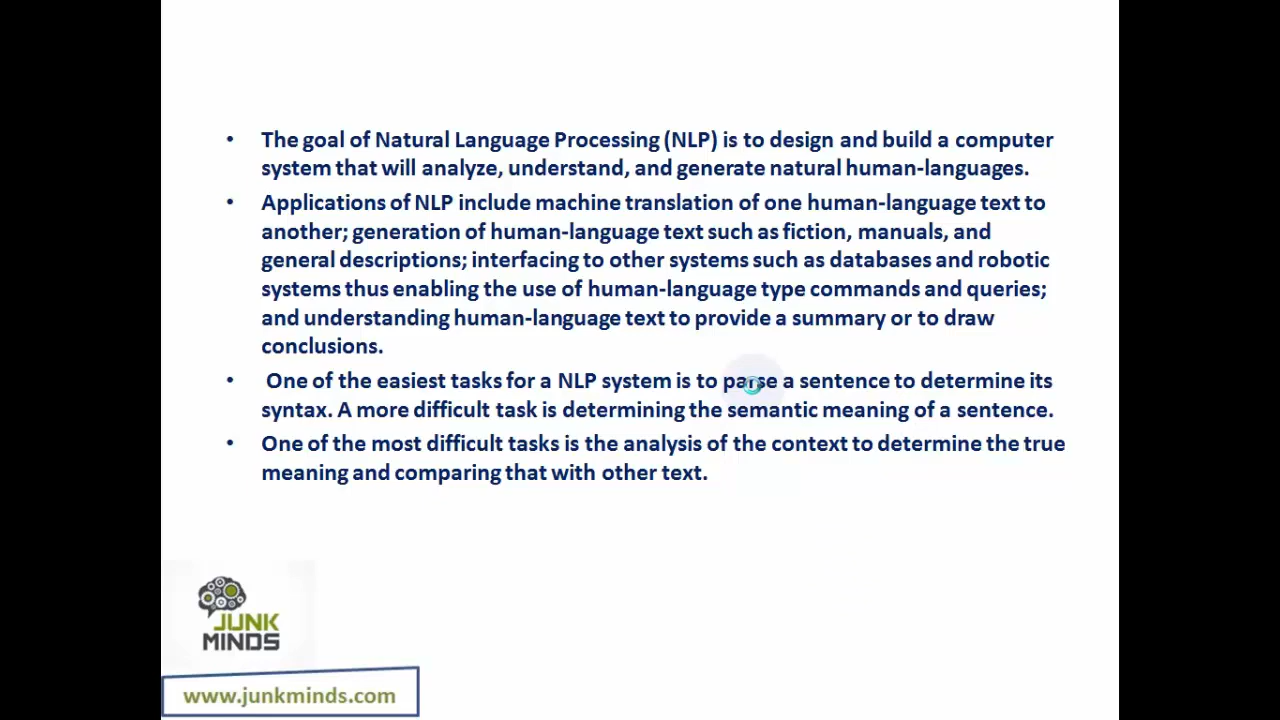 • The goal of Natural Language Processing (NLP) is to design and build a computer
system that will analyze, understand, and generate natural human-languages.
• Applications of NLP include machine translation of one human-language text to
another; generation of human-language text such as fiction, manuals, and
general descriptions; interfacing to other systems such as databases and robotic
systems thus enabling the use of human-language type commands and queries;
and understanding human-language text to provide a summary or to draw
conclusions.
• One of the easiest tasks for a NLP system is to parse a sentence to determine its
syntax. A more difficult task is determining the semantic meaning of a sentence.
• One of the most difficult tasks is the analysis of the context to determine the true
meaning and comparing that with other text.
JUNK
MINDS
www.junkminds.com